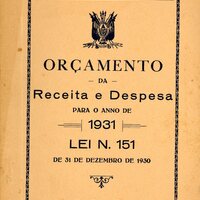 ORÇAMENTO
— DA —
Receita e Despesa
PARA O ANNO DE
1931
LEI N. 151
DE 31 DE DEZEMBRO DE 1930